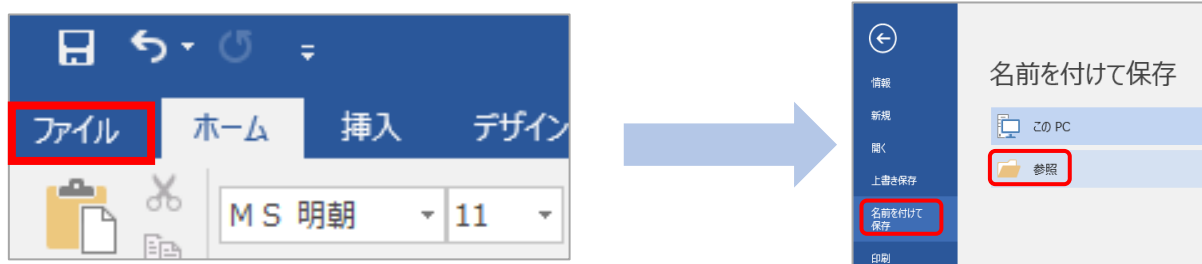 ファイル
ホーム
挿入
デザイン
ＭＳ 明朝
11
情報
新規
開く
上書き保存
名前を付けて
保存
印刷
名前を付けて保存
この PC
参照